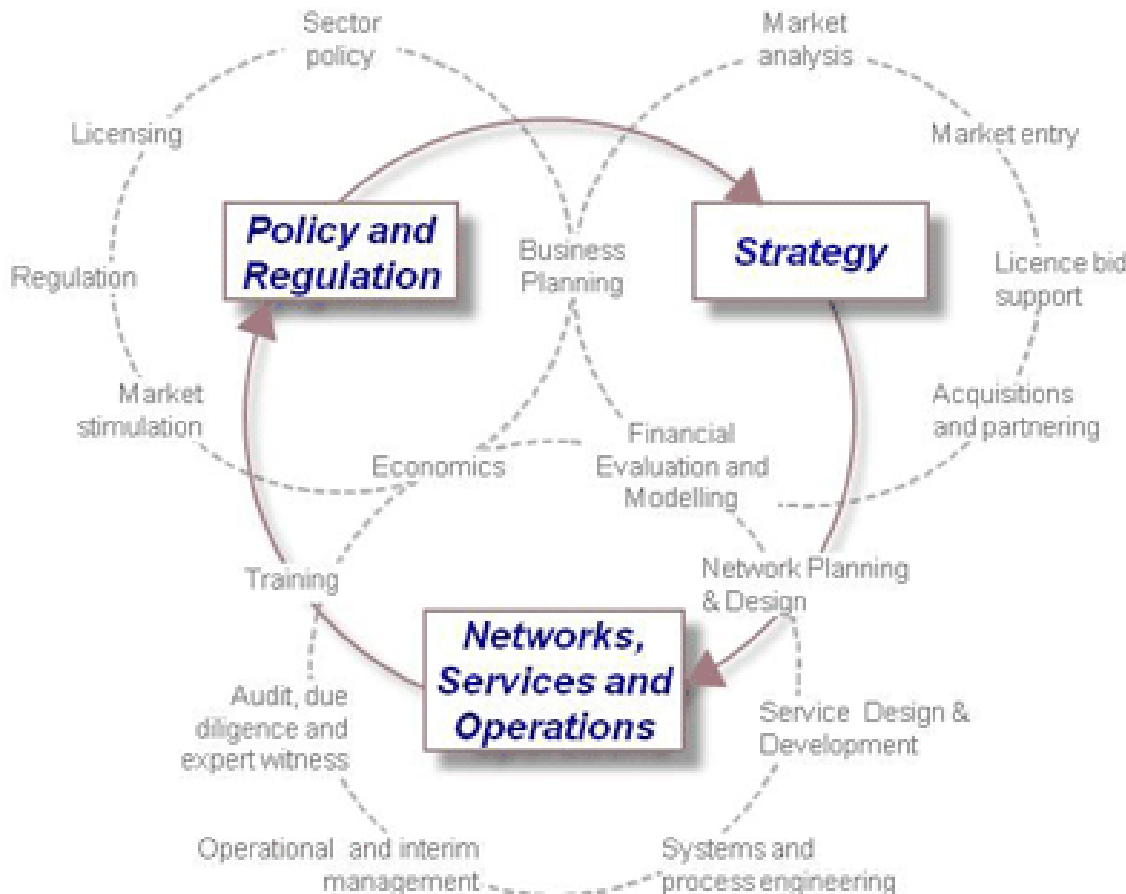 Sector
policy
Market
analysis
Licensing
Market entry
Policy and
Regulation
Business
Planning
Strategy
Regulation
Licence bid
support
Market
stimulation
Acquisitions
and partnering
Economics
Financial
Evaluation and
Modelling
Training
Network Planning
& Design
Networks,
Services and
Operations
Audit, due
diligence and
expert witness
Service Design &
Development
Operational and interim
management
Systems and
process engineering